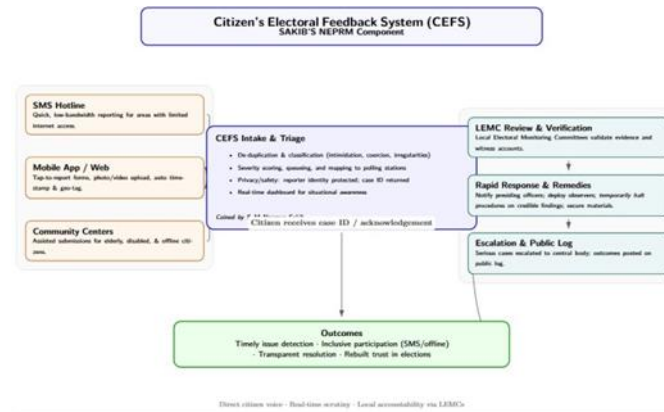 Citizen's Electoral Feedback System (CEFS)
SAKIB'S NEPRM Component
SMS Hotline
Quick, low-bandwidth reporting for areas with limited
internet access.
Mobile App / Web
Tap-to-report forms, photo/video upload, auto time-
stamp & geo-tag.
Community Centers
Assisted submissions for elderly, disabled, & offline citi-
zens.
CEFS Intake & Triage
• De-duplication & classification (intimidation, coercion, irregularities)
• Severity scoring, queueing, and mapping to polling stations
• Privacy/safety: reporter identity protected; case ID returned
• Real-time dashboard for situational awareness
Coined by
Citizen receives case ID / acknowledgement
LEMC Review & Verification
Local Electoral Monitoring Committees validate evidence and
witness accounts.
Rapid Response & Remedies
Notify presiding officers; deploy observers; temporarily halt
procedures on credible findings; secure materials.
Escalation & Public Log
Serious cases escalated to central body; outcomes posted on
public log.
Outcomes
Timely issue detection · Inclusive participation (SMS/offline)
· Transparent resolution · Rebuilt trust in elections
Direct citizen voice · Real-time scrutiny · Local accountability via LEMCs